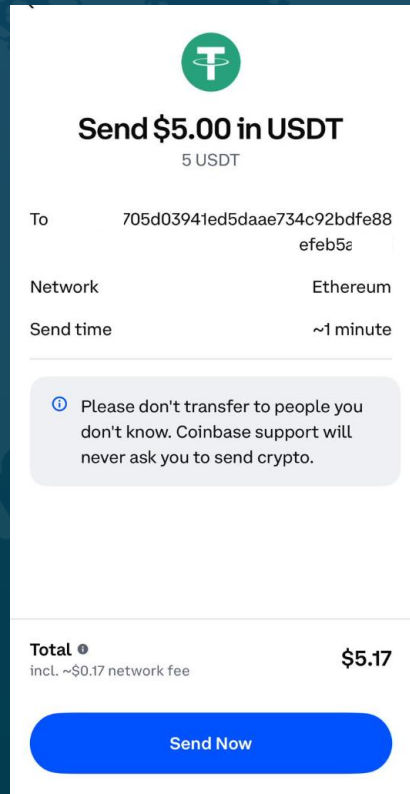 Send $5.00 in USDT
5 USDT
To 705d03941ed5daae734c92bdfe88
efeb5a
Network Ethereum
Send time ~1 minute
Please don't transfer to people you
don't know. Coinbase support will
never ask you to send crypto.
Total
incl. ~$0.17 network fee
$5.17
Send Now